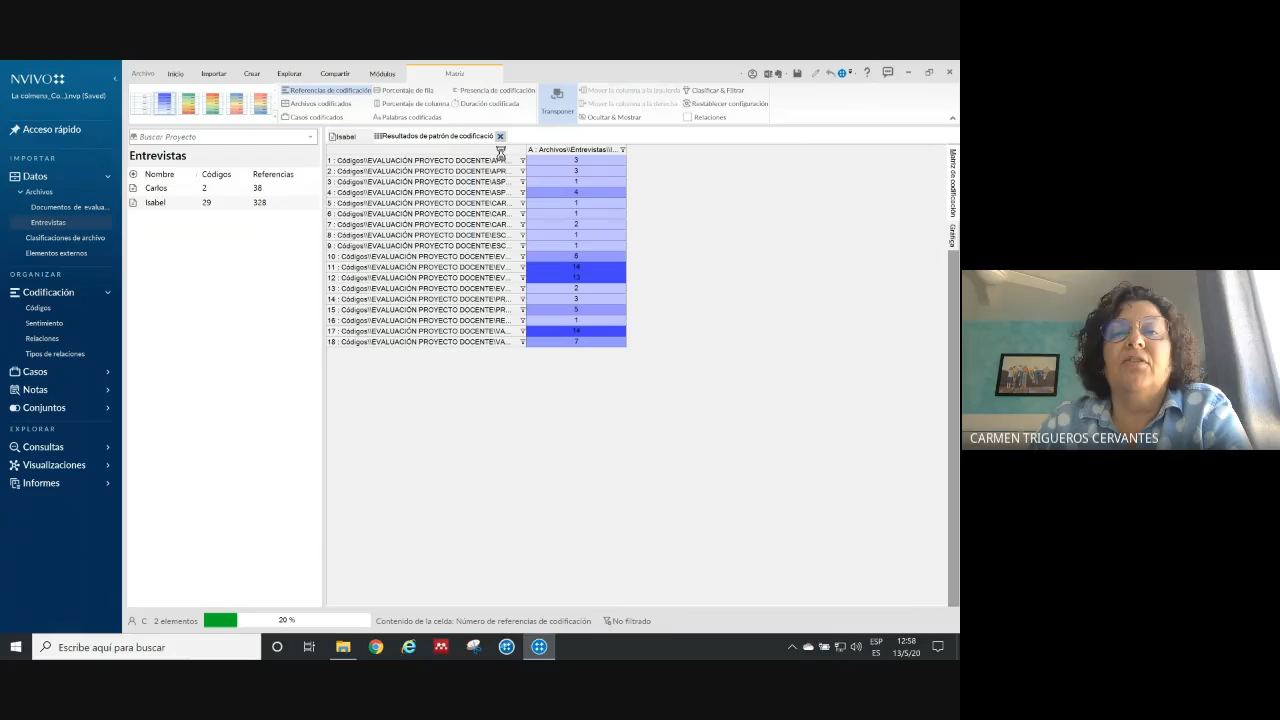 NVIVO
La colmena_Co...).nvp (Saved)
Acceso rápido
IMPORTAR
Datos
Archivos
Documentos de evalua...
Entrevistas
Clasificaciones de archivo
Elementos externos
ORGANIZAR
Codificación
Códigos
Sentimiento
Relaciones
Tipos de relaciones
Casos
Notas
Conjuntos
EXPLORAR
Consultas
Visualizaciones
Informes
Archivo Inicio Importar Crear Explorar Compartir Módulos Matriz
Referencias de codificación Porcentaje de fila Presencia de codificación Mover la columna a la izquierda Clasificar & Filtrar
Archivos codificados Porcentaje de columna Duración codificada Transponer Mover la columna a la derecha Restablecer configuración
Casos codificados Palabras codificadas Ocultar & Mostrar Relaciones
Buscar Proyecto
Entrevistas
Nombre Códigos Referencias
Carlos 2 38
Isabel 29 328
Isabel Resultados de patrón de codificació
A : Archivos\\Entrevistas\\I...
1 : Códigos\\EVALUACIÓN PROYECTO DOCENTE\APR... 3
2 : Códigos\\EVALUACIÓN PROYECTO DOCENTE\APR... 3
3 : Códigos\\EVALUACIÓN PROYECTO DOCENTE\ASP... 1
4 : Códigos\\EVALUACIÓN PROYECTO DOCENTE\ASP... 4
5 : Códigos\\EVALUACIÓN PROYECTO DOCENTE\CAR... 1
6 : Códigos\\EVALUACIÓN PROYECTO DOCENTE\CAR... 1
7 : Códigos\\EVALUACIÓN PROYECTO DOCENTE\CAR... 2
8 : Códigos\\EVALUACIÓN PROYECTO DOCENTE\ESC... 1
9 : Códigos\\EVALUACIÓN PROYECTO DOCENTE\ESC... 1
10 : Códigos\\EVALUACIÓN PROYECTO DOCENTE\EV...
11 : Códigos\\EVALUACIÓN PROYECTO DOCENTE\EV... 14
12 : Códigos\\EVALUACIÓN PROYECTO DOCENTE\EV... 13
13 : Códigos\\EVALUACIÓN PROYECTO DOCENTE\EV... 2
14 : Códigos\\EVALUACIÓN PROYECTO DOCENTE\PR... 3
15 : Códigos\\EVALUACIÓN PROYECTO DOCENTE\PR... 5
16 : Códigos\\EVALUACIÓN PROYECTO DOCENTE\RE... 1
17 : Códigos\\EVALUACIÓN PROYECTO DOCENTE\VA... 14
18 : Códigos\\EVALUACIÓN PROYECTO DOCENTE\VA... 7
Matriz de codificación
Gráfica
CARMEN TRIGUEROS CERVANTES
C 2 elementos 20 % Contenido de la celda: Número de referencias de codificación No filtrado
Escribe aquí para buscar
ESP
ES
12:58
13/5/20